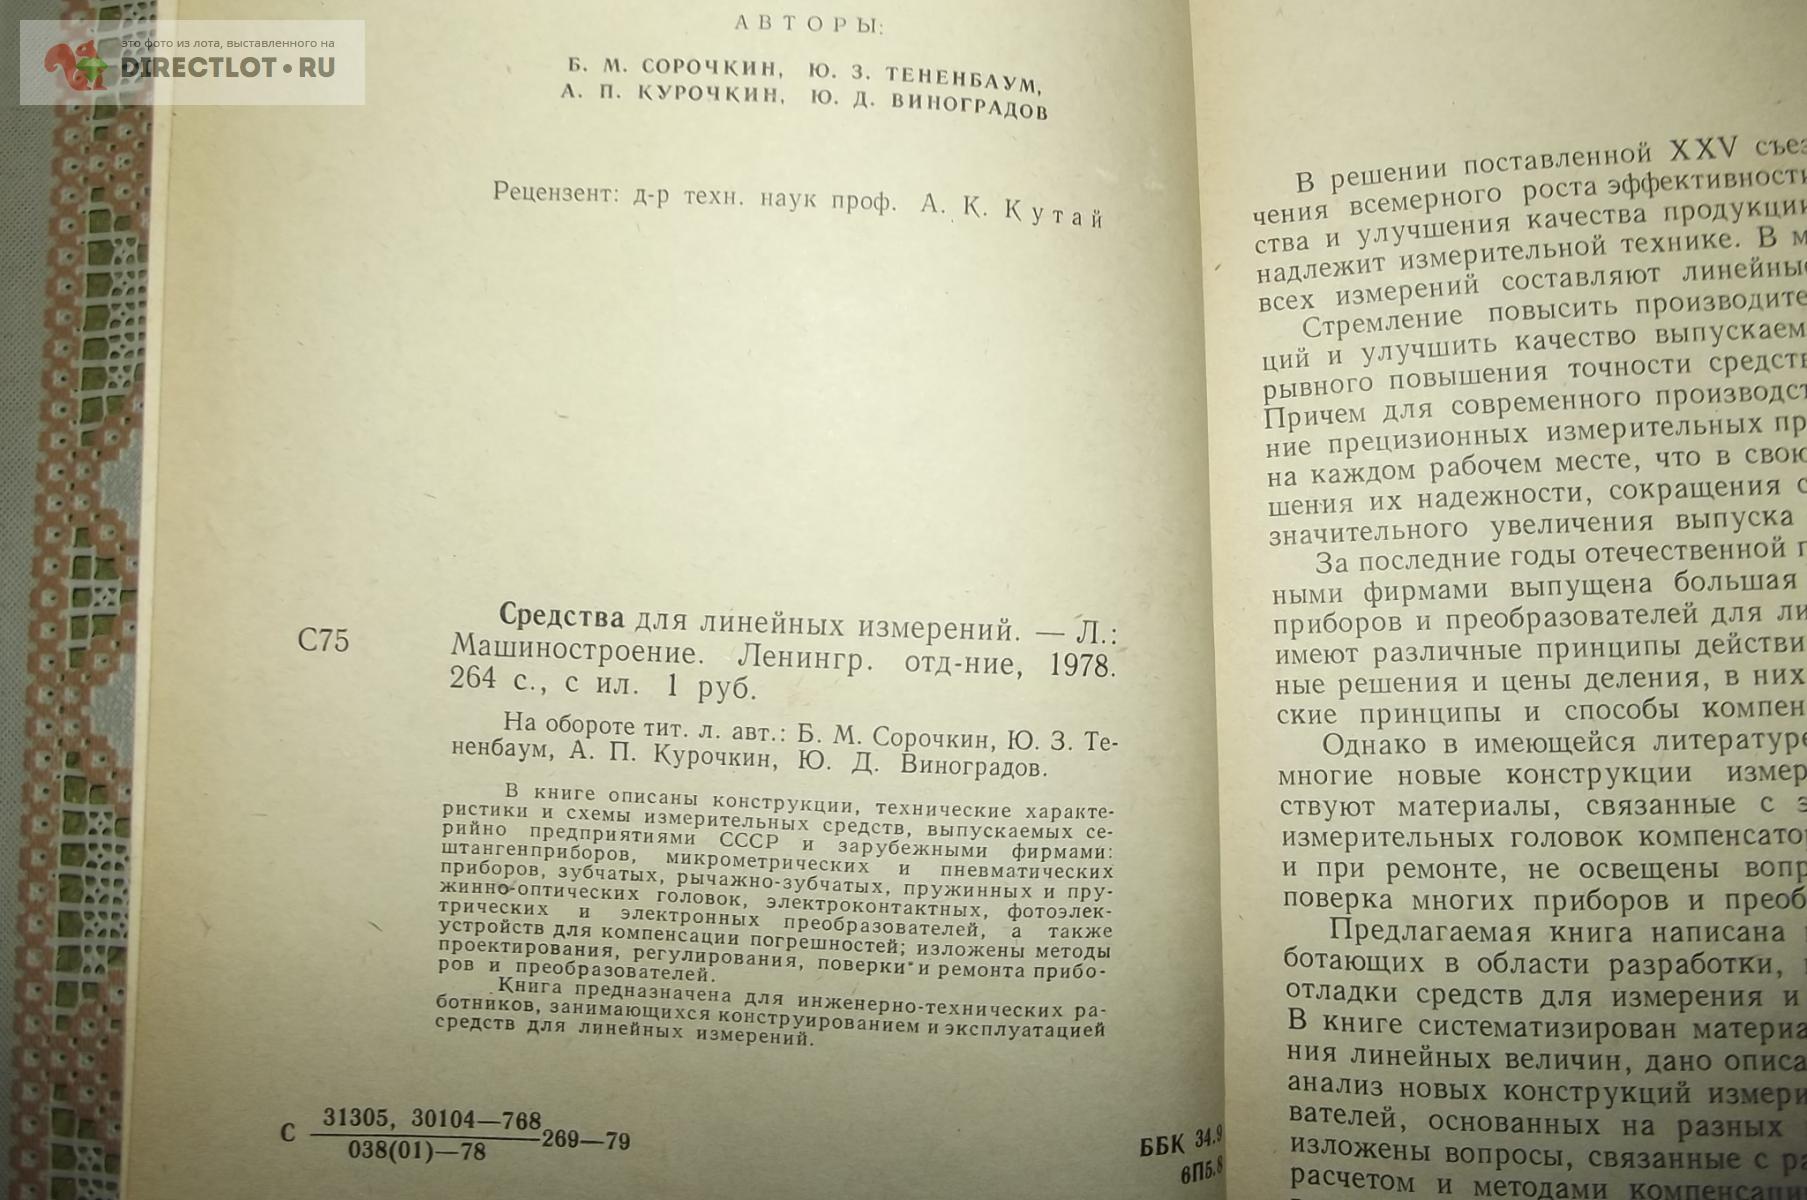 это фото из лота, выставленного на
DIRECTLOT•RU
АВТОРЫ:
Б. М. СОРОЧКИН, Ю. З. ТЕНЕНБАУМ,
А. П. КУРОЧКИН, Ю. Д. ВИНОГРАДОВ
Рецензент: д-р техн. наук проф. А. К. Кутай
С75
Средства для линейных измерений. — Л.:
Машиностроение. Ленингр. отд-ние, 1978.
264 с., с ил. 1 руб.
На обороте тит. л. авт.: Б. М. Сорочкин, Ю. З. Те-
ненбаум, А. П. Курочкин, Ю. Д. Виноградов.
В книге описаны конструкции, технические характе-
ристики и схемы измерительных средств, выпускаемых се-
рийно предприятиями СССР и зарубежными фирмами:
штангенприборов, микрометрических и пневматических
приборов, зубчатых, рычажно-зубчатых, пружинных и пру-
жинно-оптических головок, электроконтактных, фотоэлек-
трических и электронных преобразователей, а также
устройств для компенсации погрешностей; изложены методы
проектирования, регулирования, поверки и ремонта прибо-
ров и преобразователей.
Книга предназначена для инженерно-технических ра-
ботников, занимающихся конструированием и эксплуатацией
средств для линейных измерений.
С 31305, 30104—768
038(01)—78 269—79
ББК 34.9
6П5.8
В решении поставленной XXV съез
чения всемерного роста эффективности
ства и улучшения качества продукции
надлежит измерительной технике. В м
всех измерений составляют линейные
Стремление повысить производите
ций и улучшить качество выпускаем
рывного повышения точности средств
Причем для современного производст
ние прецизионных измерительных пр
на каждом рабочем месте, что в свою
шения их надежности, сокращения с
значительного увеличения выпуска
За последние годы отечественной п
ными фирмами выпущена большая
приборов и преобразователей для ли
имеют различные принципы действи
ные решения и цены деления, в них
ские принципы и способы компен
Однако в имеющейся литературе
многие новые конструкции измер
ствуют материалы, связанные с э
измерительных головок компенсато
и при ремонте, не освещены вопр
поверка многих приборов и преоб
Предлагаемая книга написана
ботающих в области разработки,
отладки средств для измерения и
В книге систематизирован материа
ния линейных величин, дано описа
анализ новых конструкций измери
вателей, основанных на разных
изложены вопросы, связанные с ра
расчетом и методами компенсации